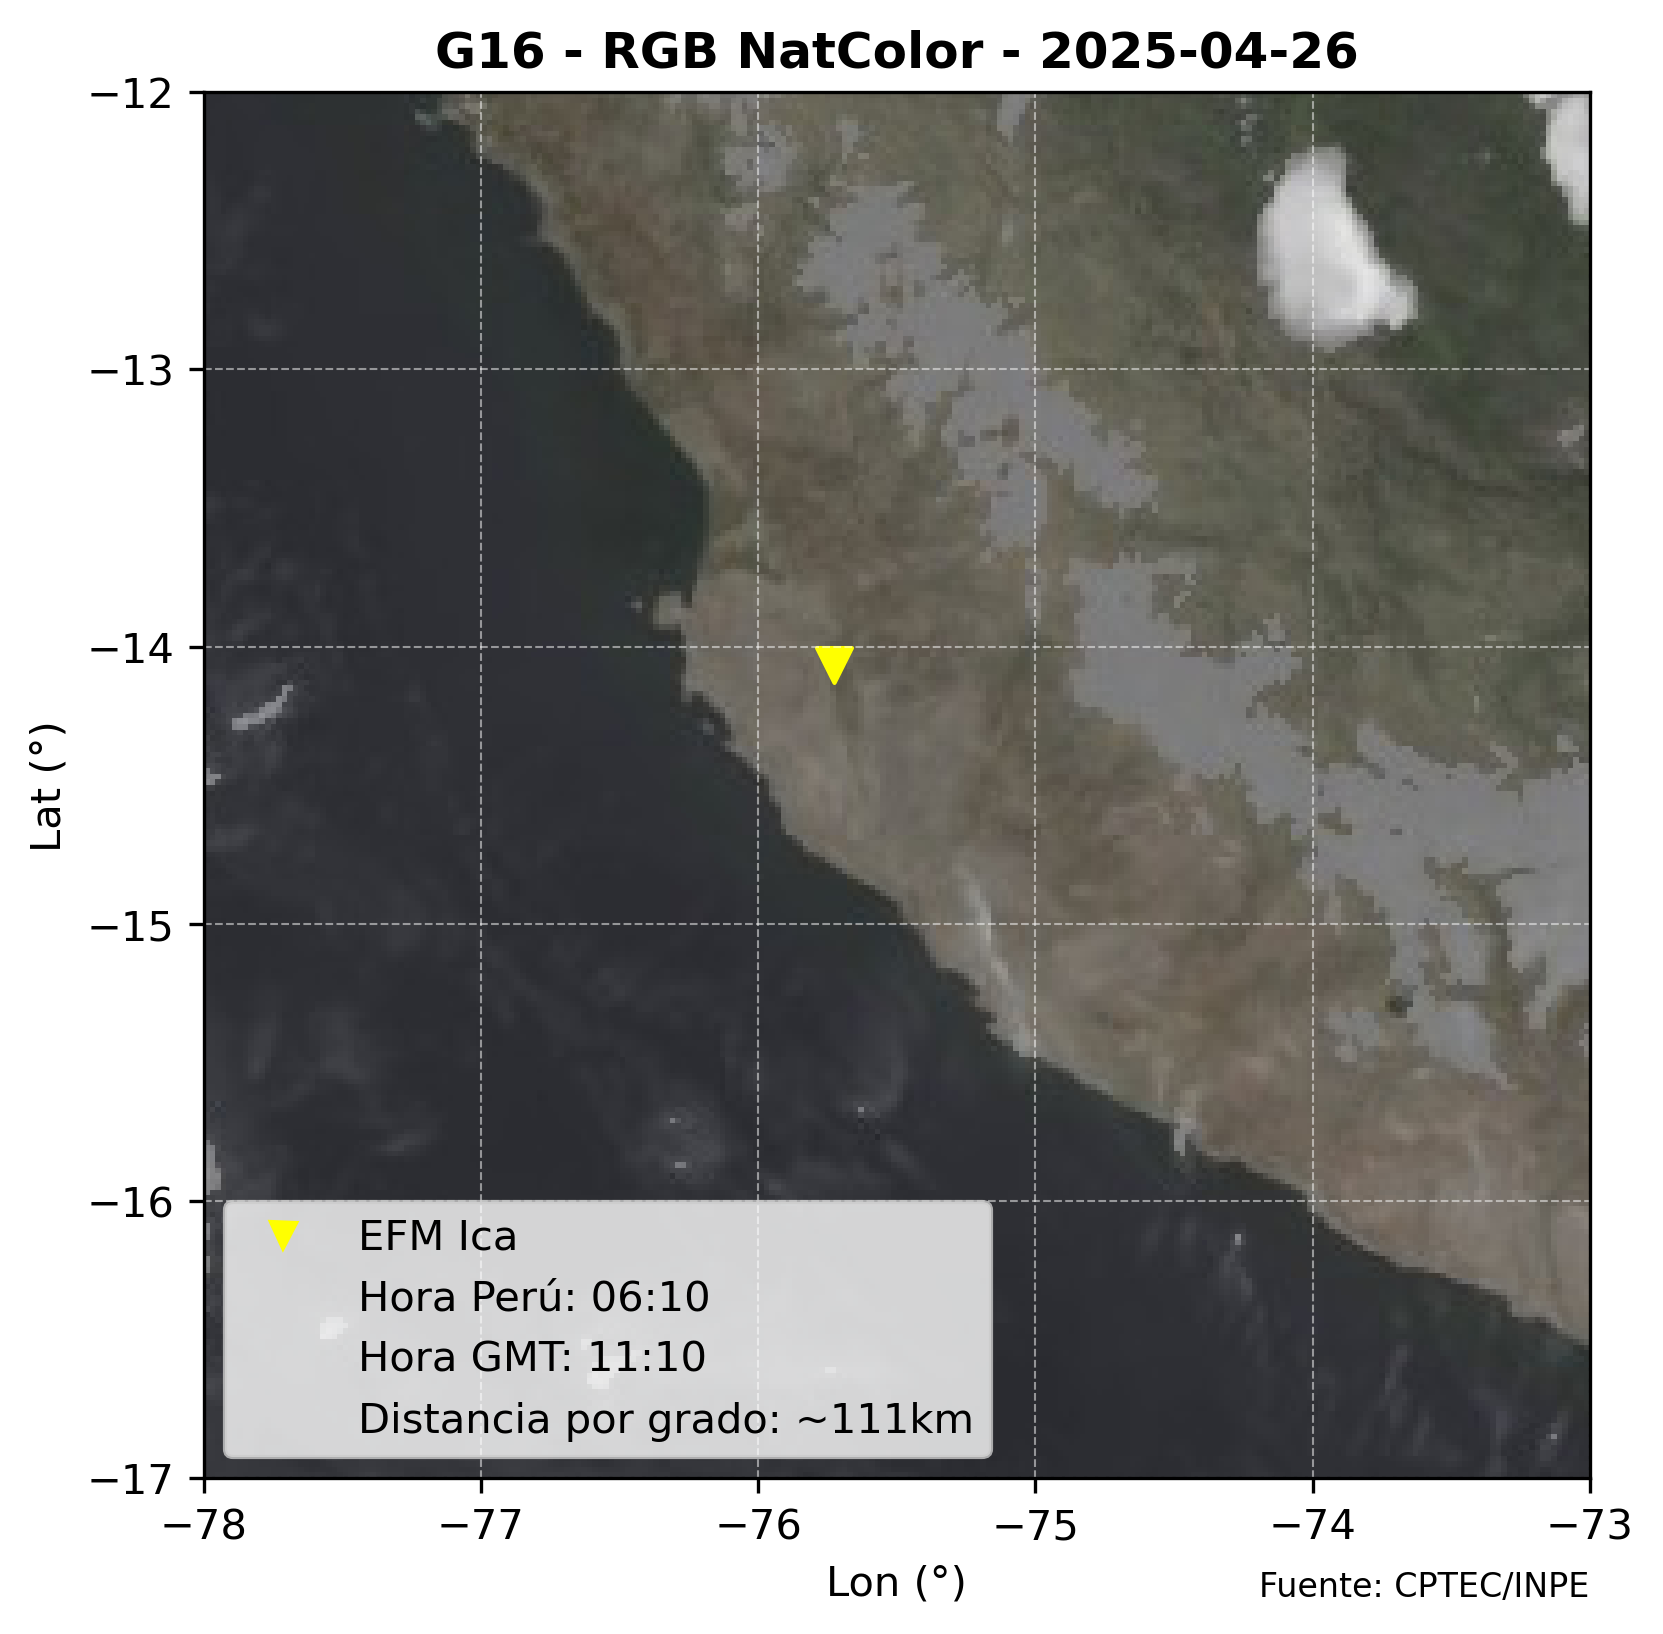 G16 - RGB NatColor - 2025-04-26
−12
−13
−14
−15
−16
−17
Lat (°)
EFM Ica
Hora Perú: 06:10
Hora GMT: 11:10
Distancia por grado: ~111km
−78 −77 −76 −75 −74 −73
Lon (°)
Fuente: CPTEC/INPE